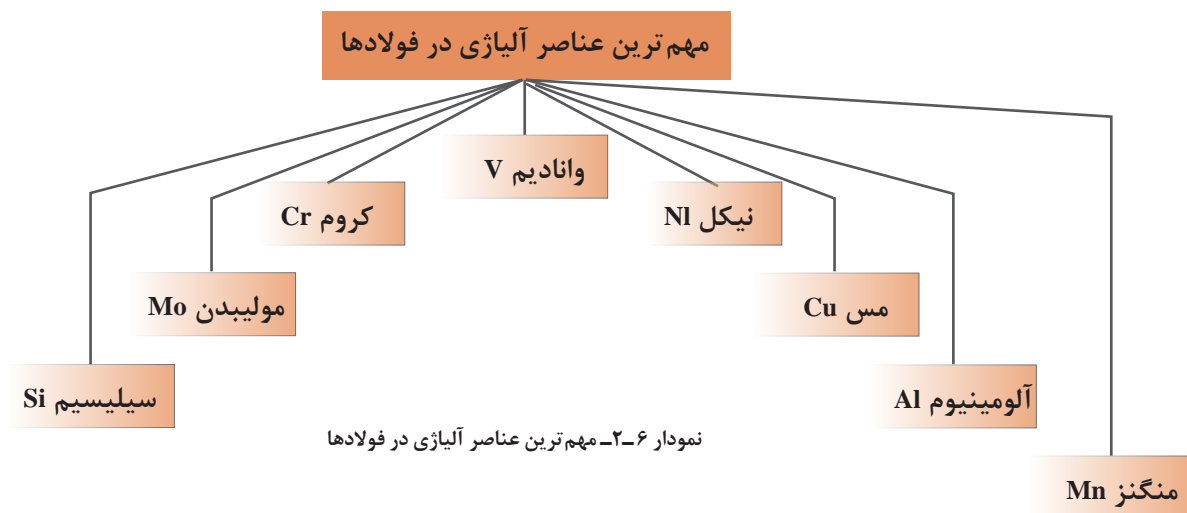 مهم‌ترین عناصر آلیاژی در فولادها
وانادیم V
نیکل Nl
کروم Cr
مس Cu
مولیبدن Mo
آلومینیوم Al
سیلیسیم Si
نمودار ۶ــ۲ــ مهم‌ترین عناصر آلیاژی در فولادها
منگنز Mn